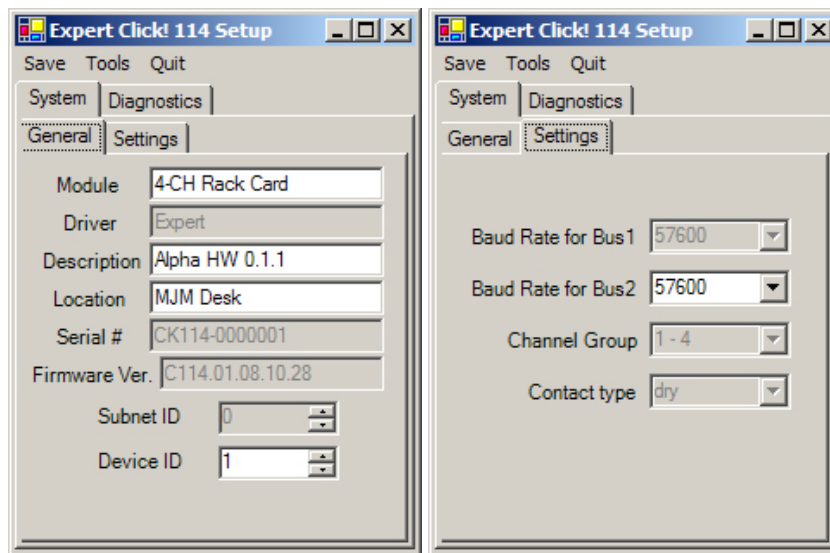 Expert Click! 114 Setup
Save Tools Quit
System Diagnostics
General Settings
Module 4-CH Rack Card
Driver Expert
Description Alpha HW 0.1.1
Location MJM Desk
Serial # CK114-0000001
Firmware Ver. C114.01.08.10.28
Subnet ID 0
Device ID 1
Expert Click! 114 Setup
Save Tools Quit
System Diagnostics
General Settings
Baud Rate for Bus1 57600
Baud Rate for Bus2 57600
Channel Group 1 - 4
Contact type dry